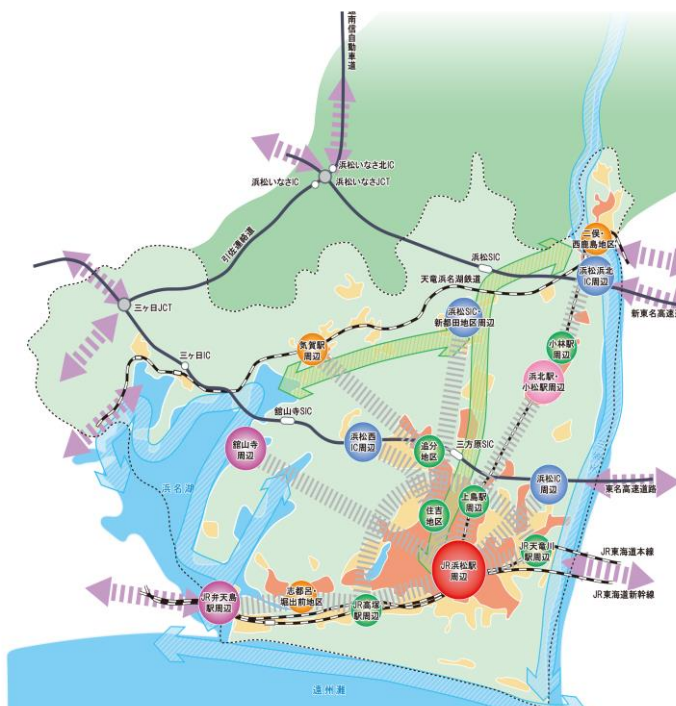 南信自動車道
浜松いなさ北IC
浜松いなさIC
浜松いなさJCT
引佐連絡道
浜松SIC
二俣・
西鹿島地区
浜松浜北
IC周辺
天竜浜名湖鉄道
三ヶ日JCT
新東名高速道
浜松SIC・
新都田地区周辺
気賀駅
周辺
小林駅
周辺
三ヶ日IC
浜北駅・
小松駅周辺
舘山寺SIC
舘山寺
周辺
浜松西
IC周辺
追分
地区
三方原SIC
浜松IC
周辺
東名高速道路
浜名湖
住吉
地区
上島駅
周辺
JR天竜川
駅周辺
JR東海道本線
JR浜松駅
周辺
JR東海道新幹線
志都呂・
堀出前地区
JR弁天島
駅周辺
JR高塚
駅周辺
遠州灘